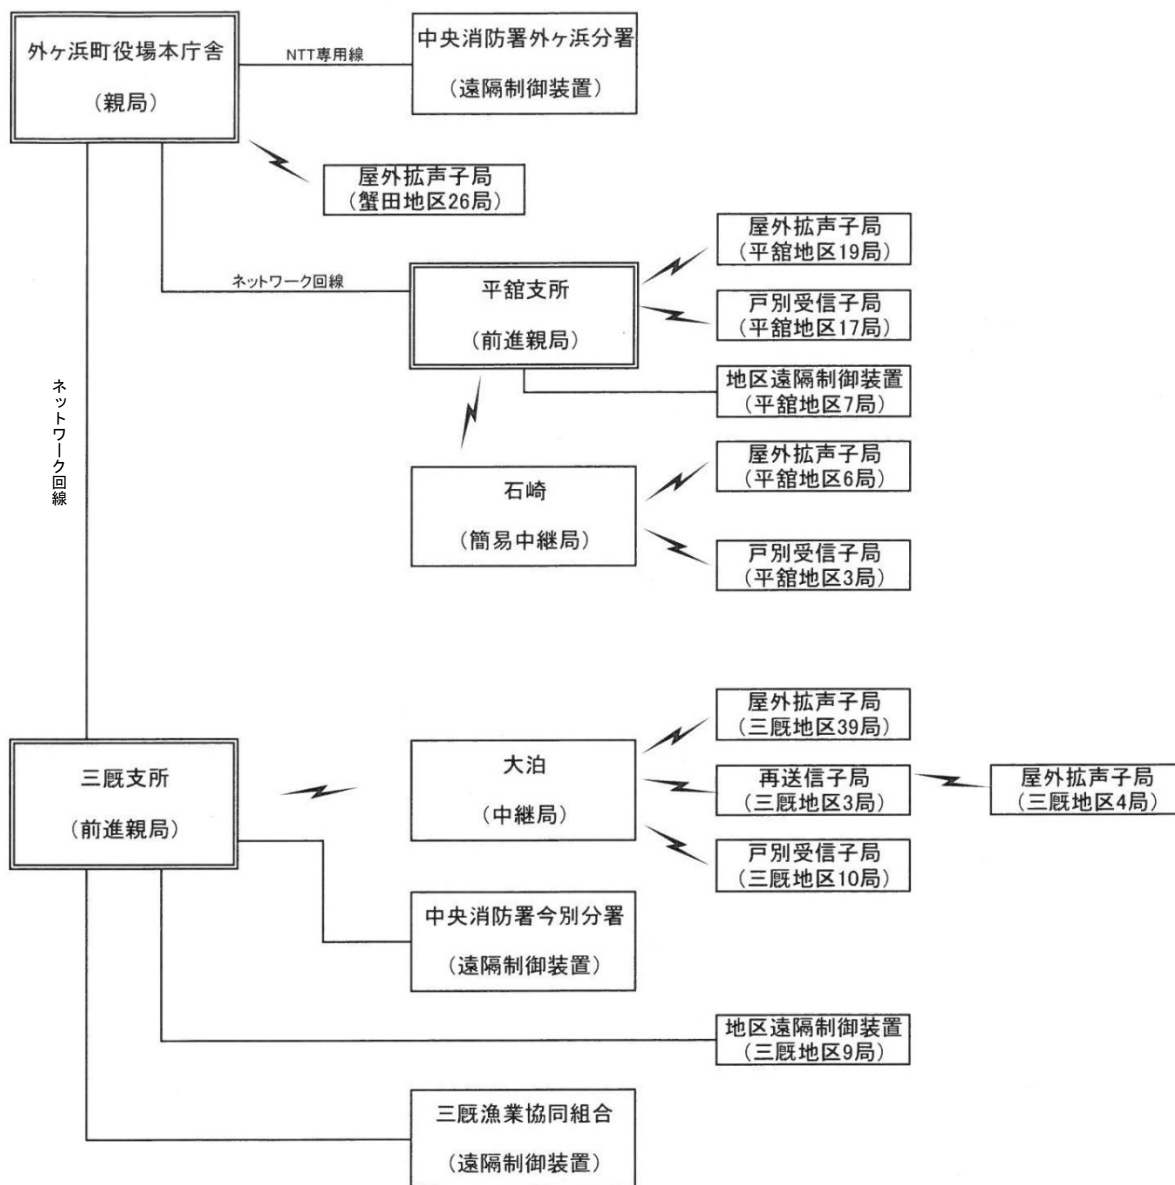 外ヶ浜町役場本庁舎
(親局)
NTT専用線
中央消防署外ヶ浜分署
(遠隔制御装置)
屋外拡声子局
(蟹田地区26局)
ネットワーク回線
平舘支所
(前進親局)
屋外拡声子局
(平舘地区19局)
戸別受信子局
(平舘地区17局)
地区遠隔制御装置
(平舘地区7局)
ネットワーク回線
石崎
(簡易中継局)
屋外拡声子局
(平舘地区6局)
戸別受信子局
(平舘地区3局)
三厩支所
(前進親局)
大泊
(中継局)
屋外拡声子局
(三厩地区39局)
再送信子局
(三厩地区3局)
屋外拡声子局
(三厩地区4局)
戸別受信子局
(三厩地区10局)
中央消防署今別分署
(遠隔制御装置)
地区遠隔制御装置
(三厩地区9局)
三厩漁業協同組合
(遠隔制御装置)